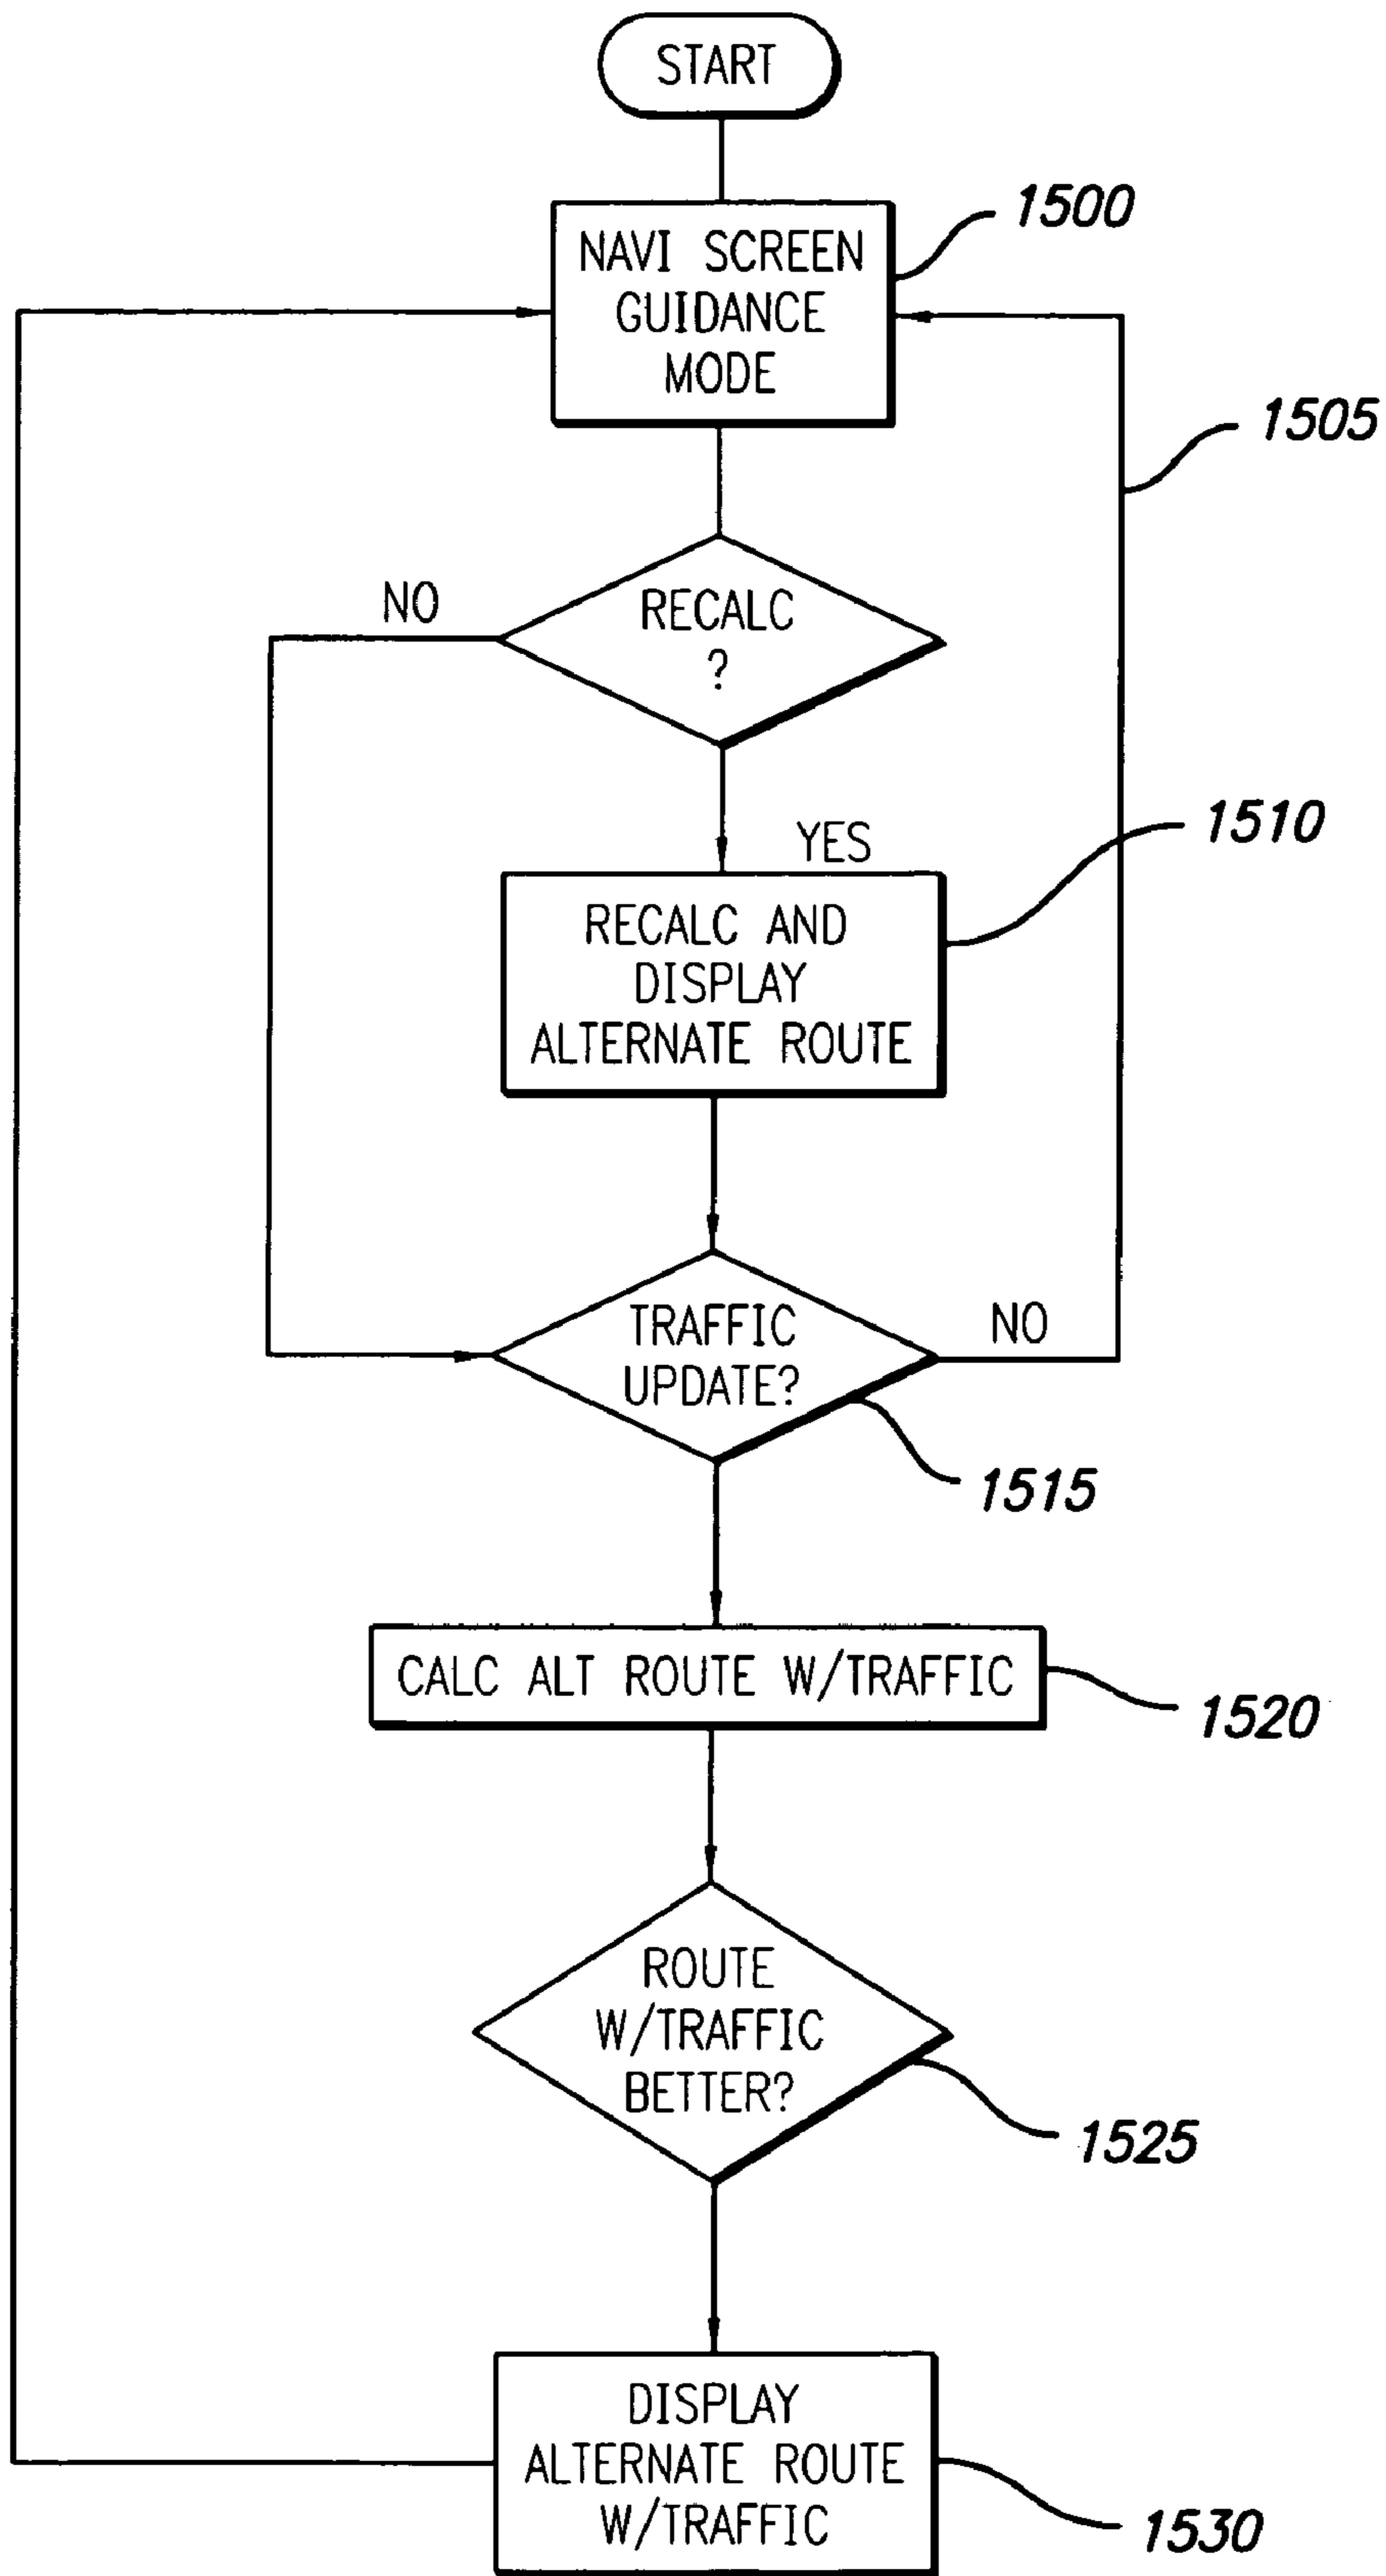 START
1500
NAVI SCREEN
GUIDANCE
MODE
1505
NO
RECALC
?
YES
1510
RECALC AND
DISPLAY
ALTERNATE ROUTE
TRAFFIC
UPDATE?
NO
1515
CALC ALT ROUTE W/TRAFFIC
1520
ROUTE
W/TRAFFIC
BETTER?
1525
DISPLAY
ALTERNATE ROUTE
W/TRAFFIC
1530